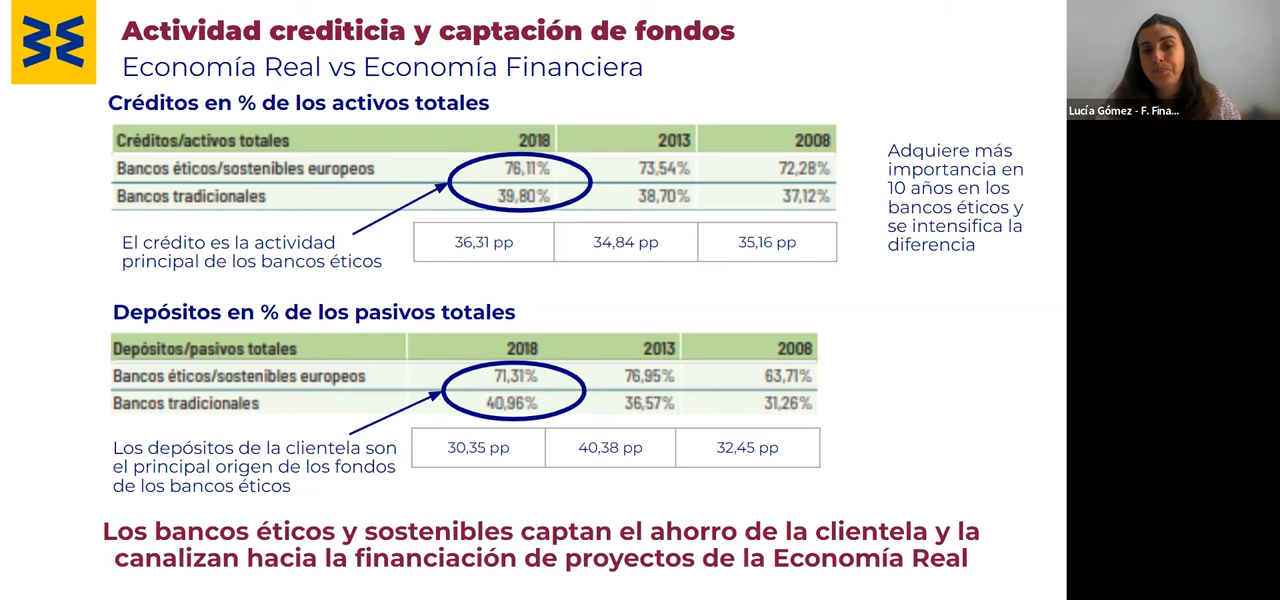 Actividad crediticia y captación de fondos
Economía Real vs Economía Financiera
Créditos en % de los activos totales
Créditos/activos totales 2018 2013 2008
Bancos éticos/sostenibles europeos 76,11% 73,54% 72,28%
Bancos tradicionales 39,80% 38,70% 37,12%
El crédito es la actividad
principal de los bancos éticos
36,31 pp 34,84 pp 35,16 pp
Adquiere más
importancia en
10 años en los
bancos éticos y
se intensifica la
diferencia
Depósitos en % de los pasivos totales
Depósitos/pasivos totales 2018 2013 2008
Bancos éticos/sostenibles europeos 71,31% 76,95% 63,71%
Bancos tradicionales 40,96% 36,57% 31,26%
Los depósitos de la clientela son
el principal origen de los fondos
de los bancos éticos
30,35 pp 40,38 pp 32,45 pp
Los bancos éticos y sostenibles captan el ahorro de la clientela y la
canalizan hacia la financiación de proyectos de la Economía Real
Lucía Gómez - F. Fina...